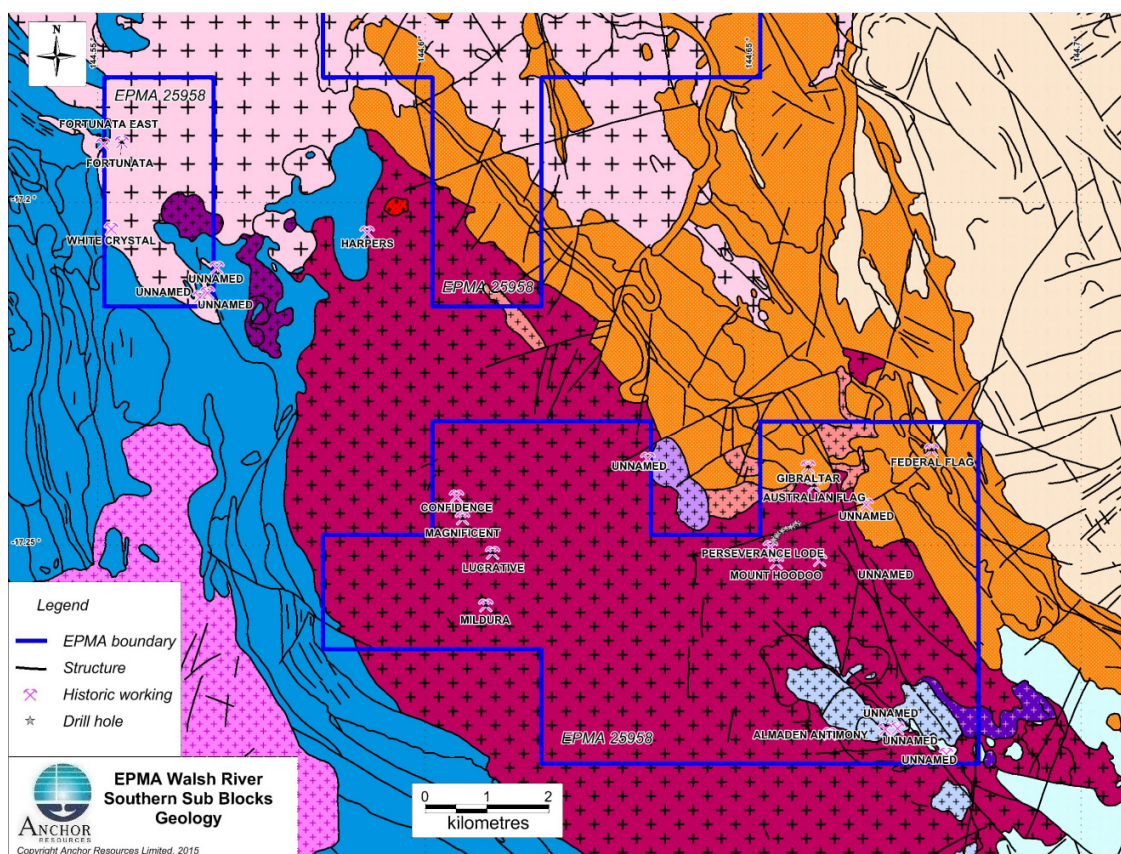 N
144.55°
144.6°
144.65°
144.7°
EPMA 25958
FORTUNATA EAST
FORTUNATA
-17.2°
WHITE CRYSTAL
HARPERS
UNNAMED
UNNAMED
UNNAMED
EPMA 25958
UNNAMED
FEDERAL FLAG
GIBRALTAR
AUSTRALIAN FLAG
UNNAMED
CONFIDENCE
MAGNIFICENT
-17.25°
PERSEVERANCE LODE
LUCRATIVE
MOUNT HOODOO
UNNAMED
MILDURA
Legend
EPMA boundary
Structure
Historic working
Drill hole
UNNAMED
ALMADEN ANTIMONY
UNNAMED
EPMA 25958
UNNAMED
EPMA Walsh River
Southern Sub Blocks
Geology
ANCHOR
RESOURCES
Copyright Anchor Resources Limited, 2015
0 1 2
kilometres